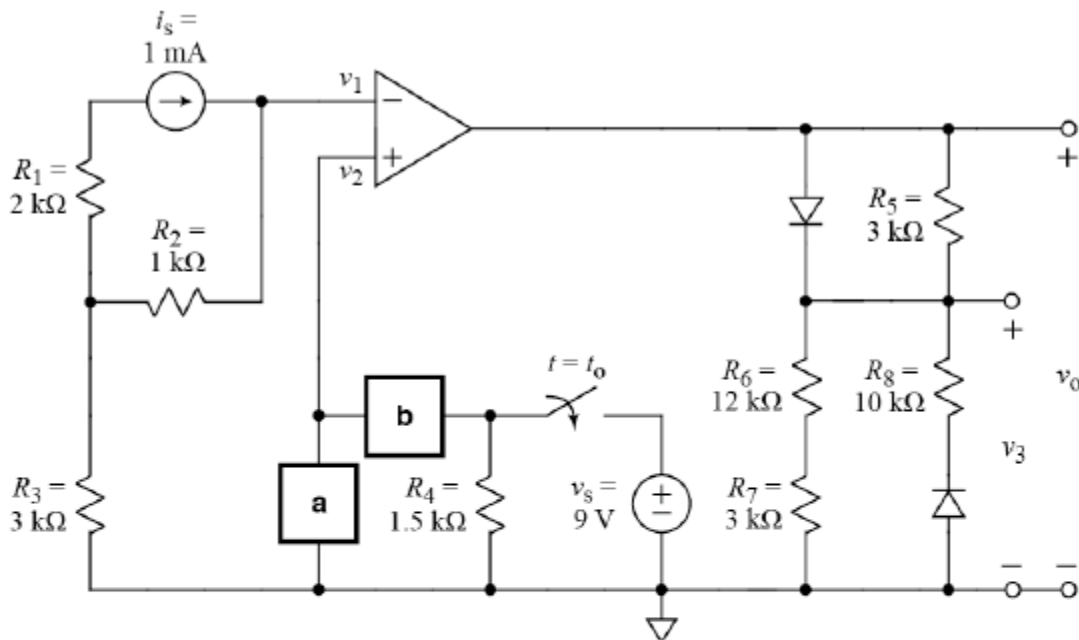 i_s =
1 mA
v_1
−
+
v_2
R_1 =
2 kΩ
R_2 =
1 kΩ
R_5 =
3 kΩ
+
+
t = t_o
R_6 =
12 kΩ
R_8 =
10 kΩ
v_o
b
v_3
R_3 =
3 kΩ
a
R_4 =
1.5 kΩ
v_s =
9 V
+
−
R_7 =
3 kΩ
−
−